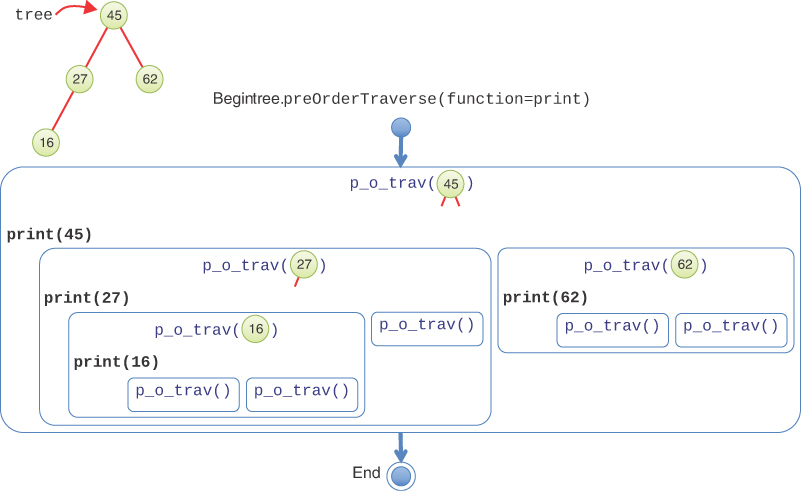 tree
45
27
62
16
Begintree.preOrderTraverse(function=print)
p_o_trav(45)
print(45)
p_o_trav(27)
p_o_trav(62)
print(27)
print(62)
p_o_trav(16)
p_o_trav()
p_o_trav()
p_o_trav()
print(16)
p_o_trav()
p_o_trav()
End